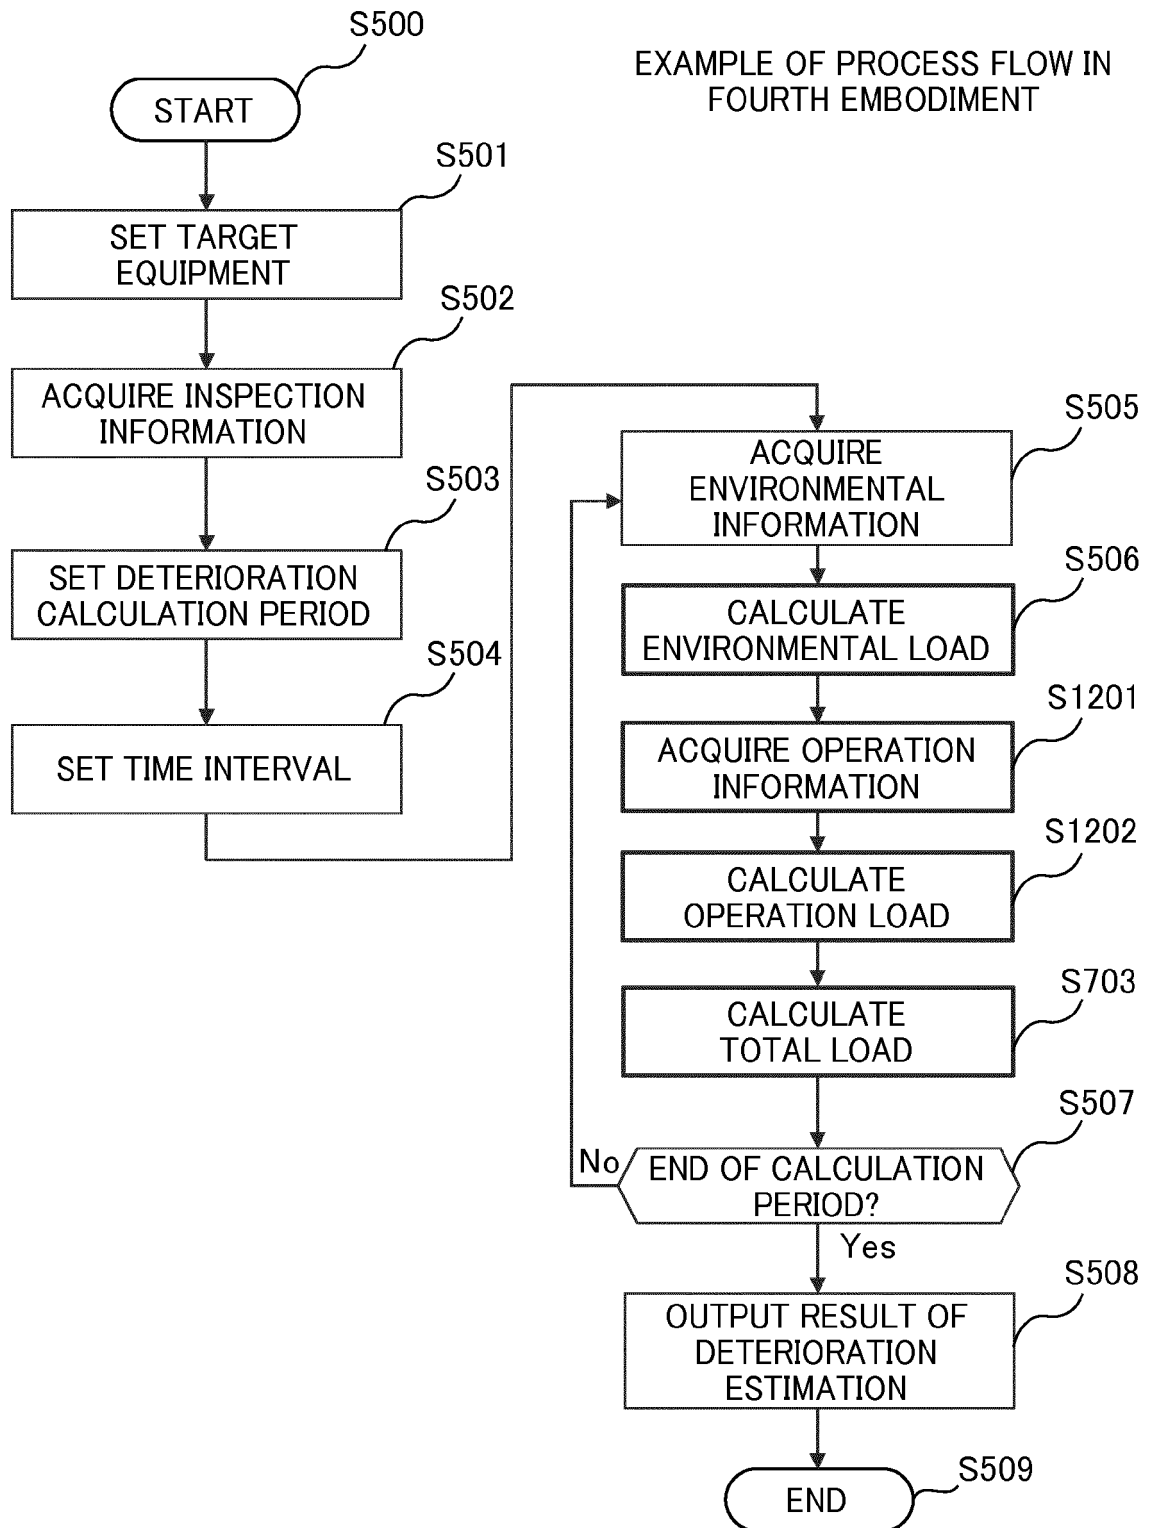 EXAMPLE OF PROCESS FLOW IN
FOURTH EMBODIMENT
S500
START
S501
SET TARGET
EQUIPMENT
S502
ACQUIRE INSPECTION
INFORMATION
S503
SET DETERIORATION
CALCULATION PERIOD
S504
SET TIME INTERVAL
S505
ACQUIRE
ENVIRONMENTAL
INFORMATION
S506
CALCULATE
ENVIRONMENTAL LOAD
S1201
ACQUIRE OPERATION
INFORMATION
S1202
CALCULATE
OPERATION LOAD
S703
CALCULATE
TOTAL LOAD
S507
No
END OF CALCULATION
PERIOD?
Yes
S508
OUTPUT RESULT OF
DETERIORATION
ESTIMATION
S509
END